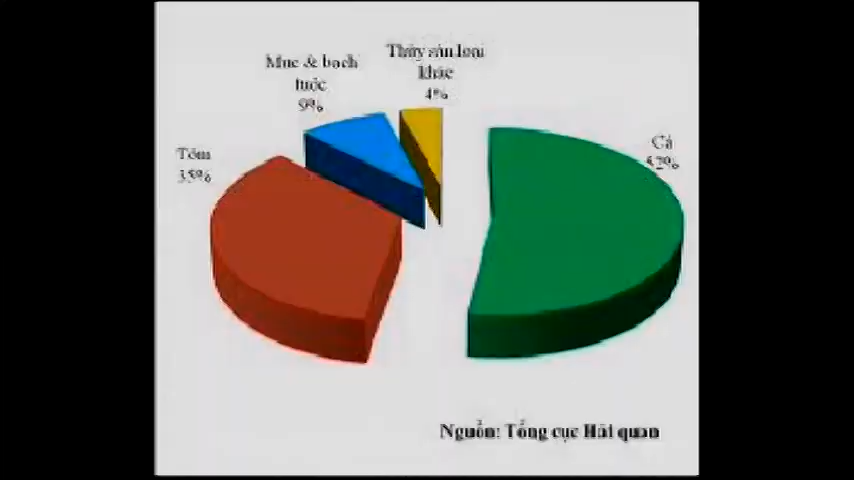 Mực & bạch
tuộc
9%
Thủy sản loại
khác
4%
Tôm
35%
Cá
52%
Nguồn: Tổng cục Hải quan